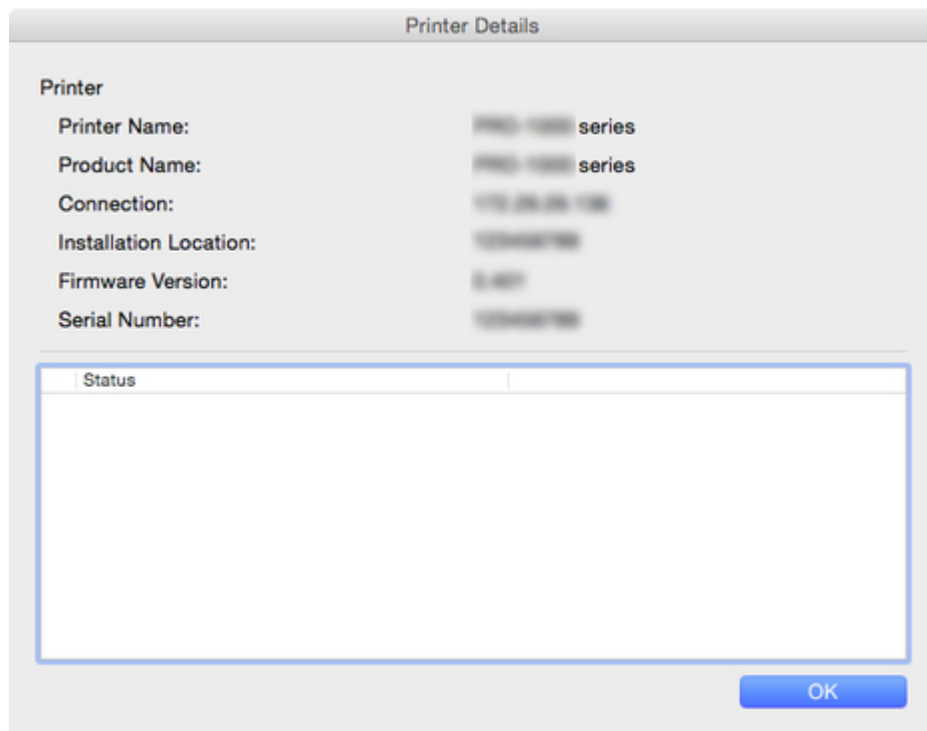 Printer Details
Printer
Printer Name: series
Product Name: series
Connection:
Installation Location:
Firmware Version:
Serial Number:
Status
OK